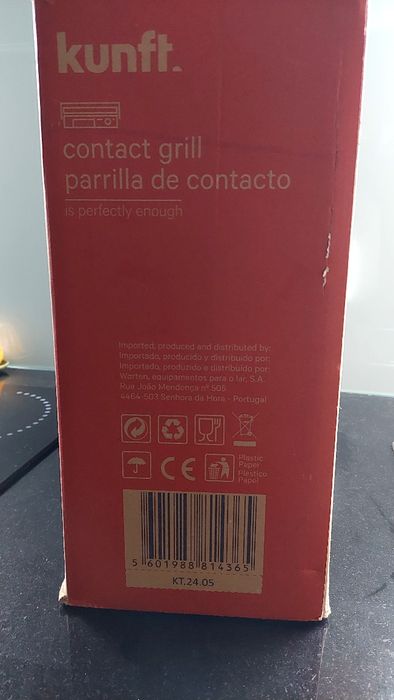 kunft.
contact grill
parrilla de contacto
is perfectly enough
Imported, produced and distributed by:
Importado, producido y distribuido por:
Importado, produzido e distribuído por:
Worten, equipamentos para o lar, S.A.
Rua João Mendonça nº 505
4464-503 Senhora da Hora - Portugal
Plastic
Paper
Plástico
Papel
CE
5 601988 814365
KT.24.05